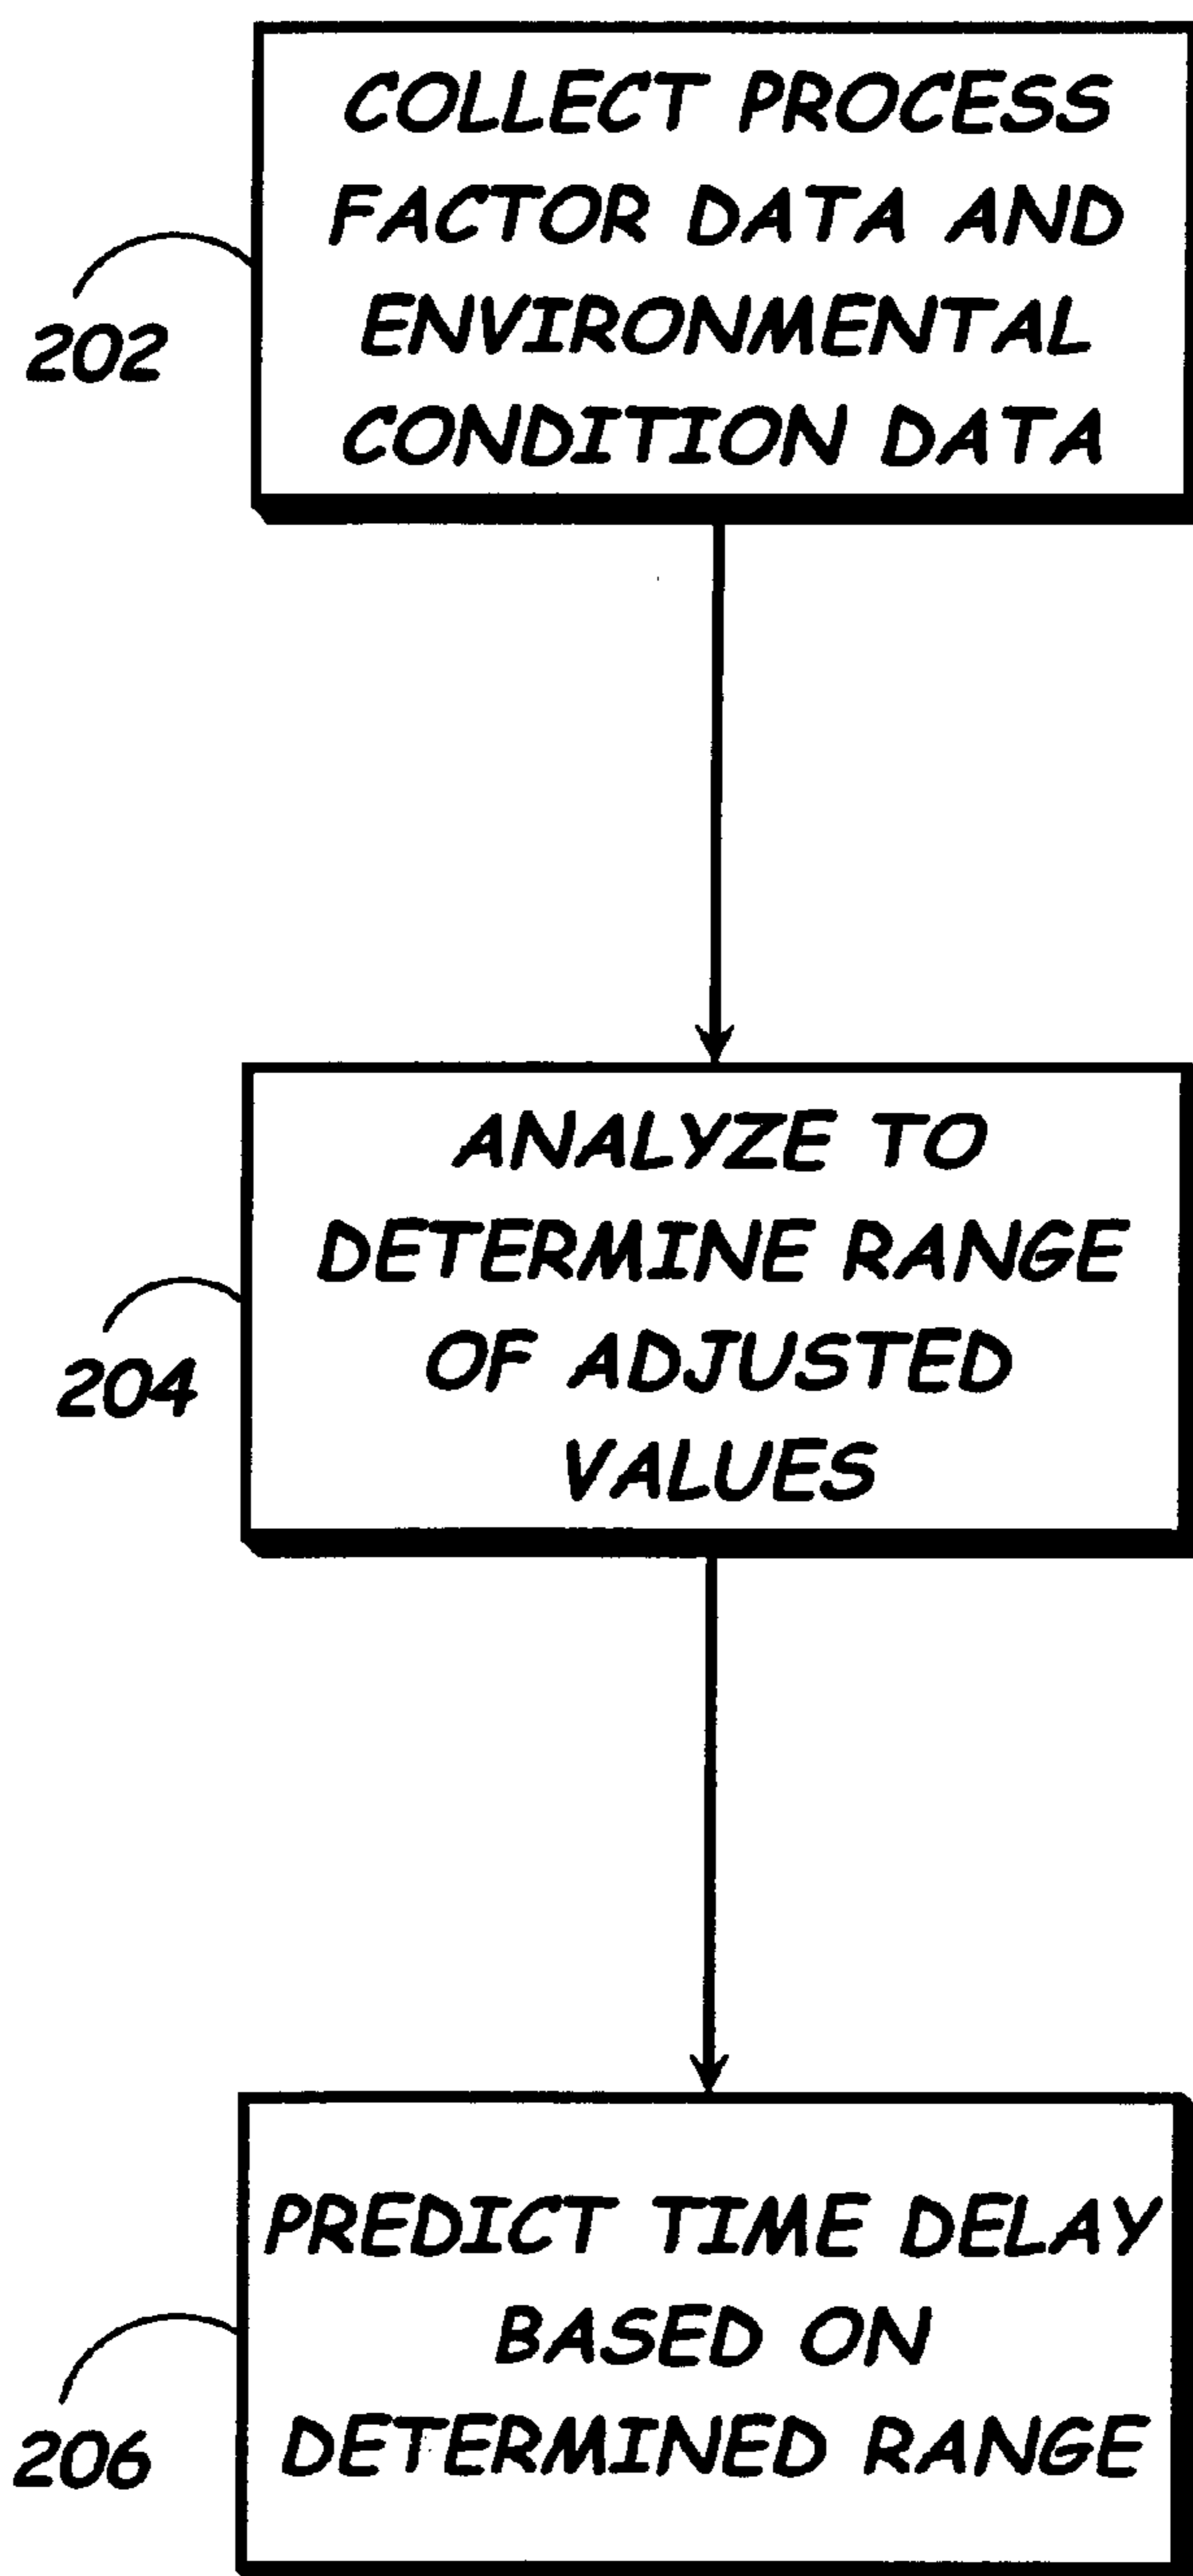 COLLECT PROCESS
FACTOR DATA AND
ENVIRONMENTAL
CONDITION DATA
202
ANALYZE TO
DETERMINE RANGE
OF ADJUSTED
VALUES
204
PREDICT TIME DELAY
BASED ON
DETERMINED RANGE
206